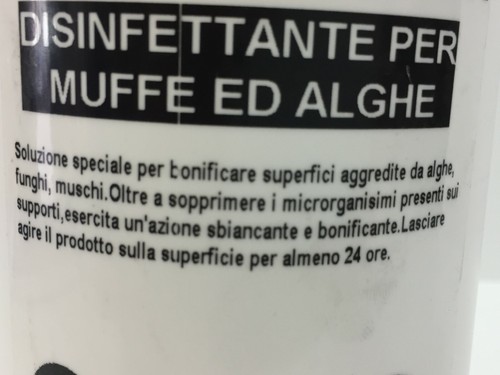 DISINFETTANTE PER
MUFFE ED ALGHE
Soluzione speciale per bonificare superfici aggredite da alghe,
funghi, muschi.Oltre a sopprimere i microrganisimi presenti sui
supporti,esercita un'azione sbiancante e bonificante.Lasciare
agire il prodotto sulla superficie per almeno 24 ore.